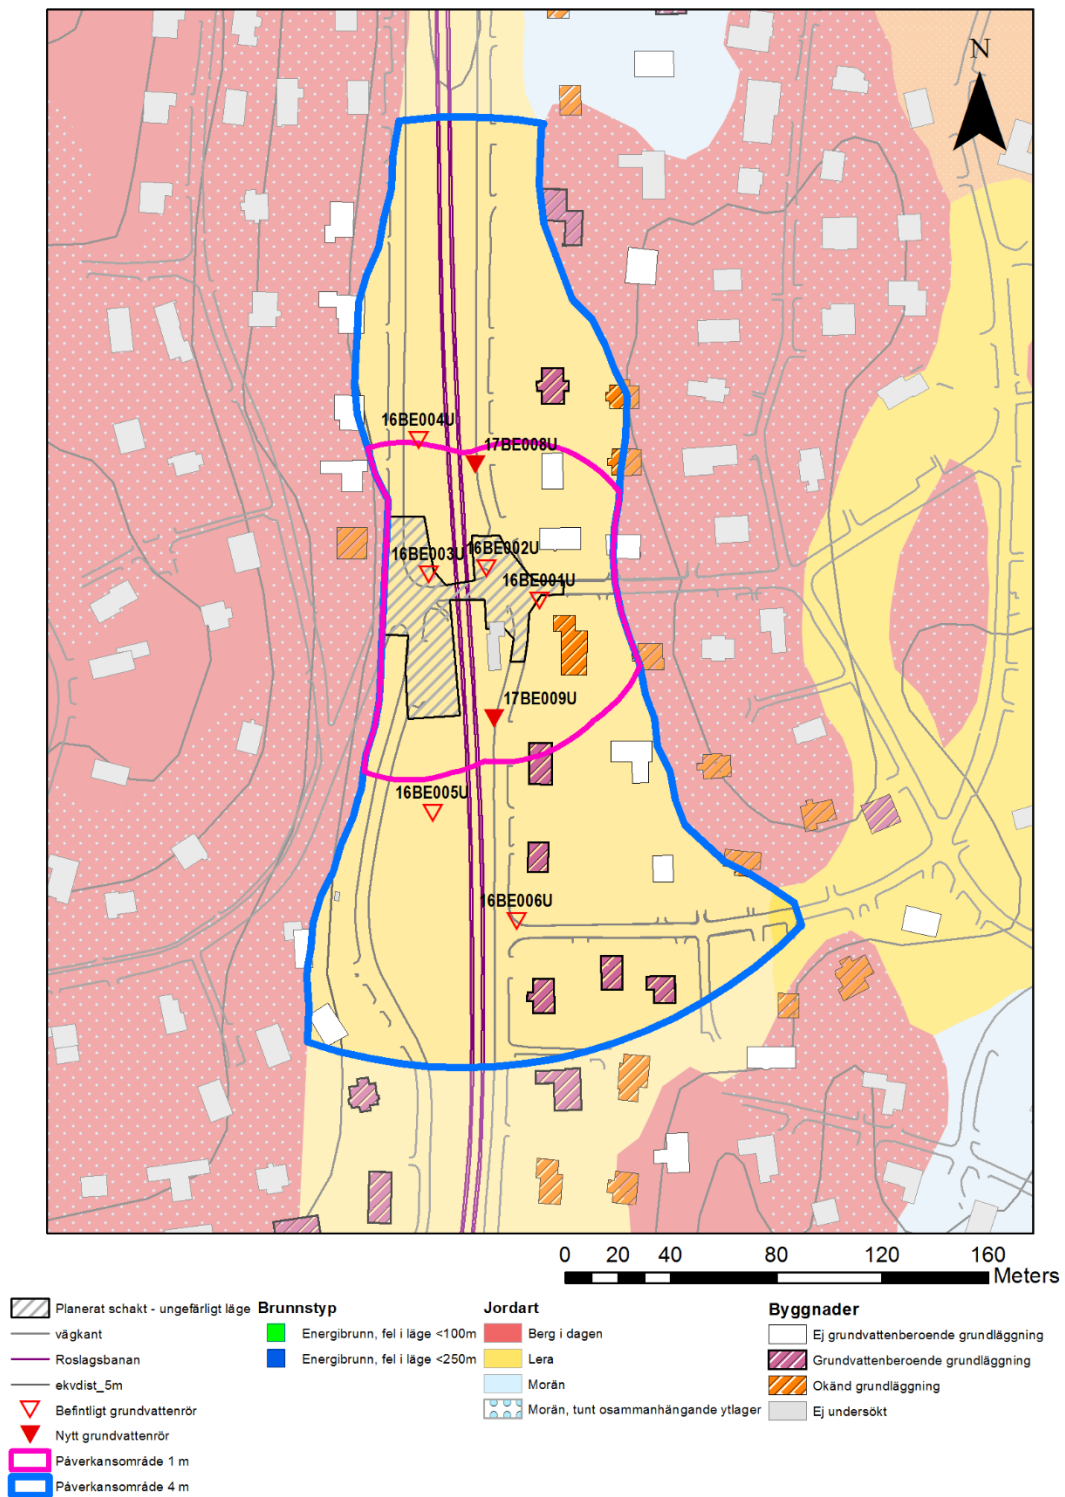 N
16BE004U
17BE008U
16BE003U
16BE002U
16BE001U
17BE009U
16BE005U
16BE006U
0 20 40 80 120 160
Meters
Planerat schakt - ungefärligt läge
vägkant
Roslagsbanan
ekvdist_5m
Befintligt grundvattenrör
Nytt grundvattenrör
Påverkansområde 1 m
Påverkansområde 4 m
Brunnstyp
Energibrunn, fel i läge <100m
Energibrunn, fel i läge <250m
Jordart
Berg i dagen
Lera
Morän
Morän, tunt osammanhängande ytlager
Byggnader
Ej grundvattenberoende grundläggning
Grundvattenberoende grundläggning
Okänd grundläggning
Ej undersökt